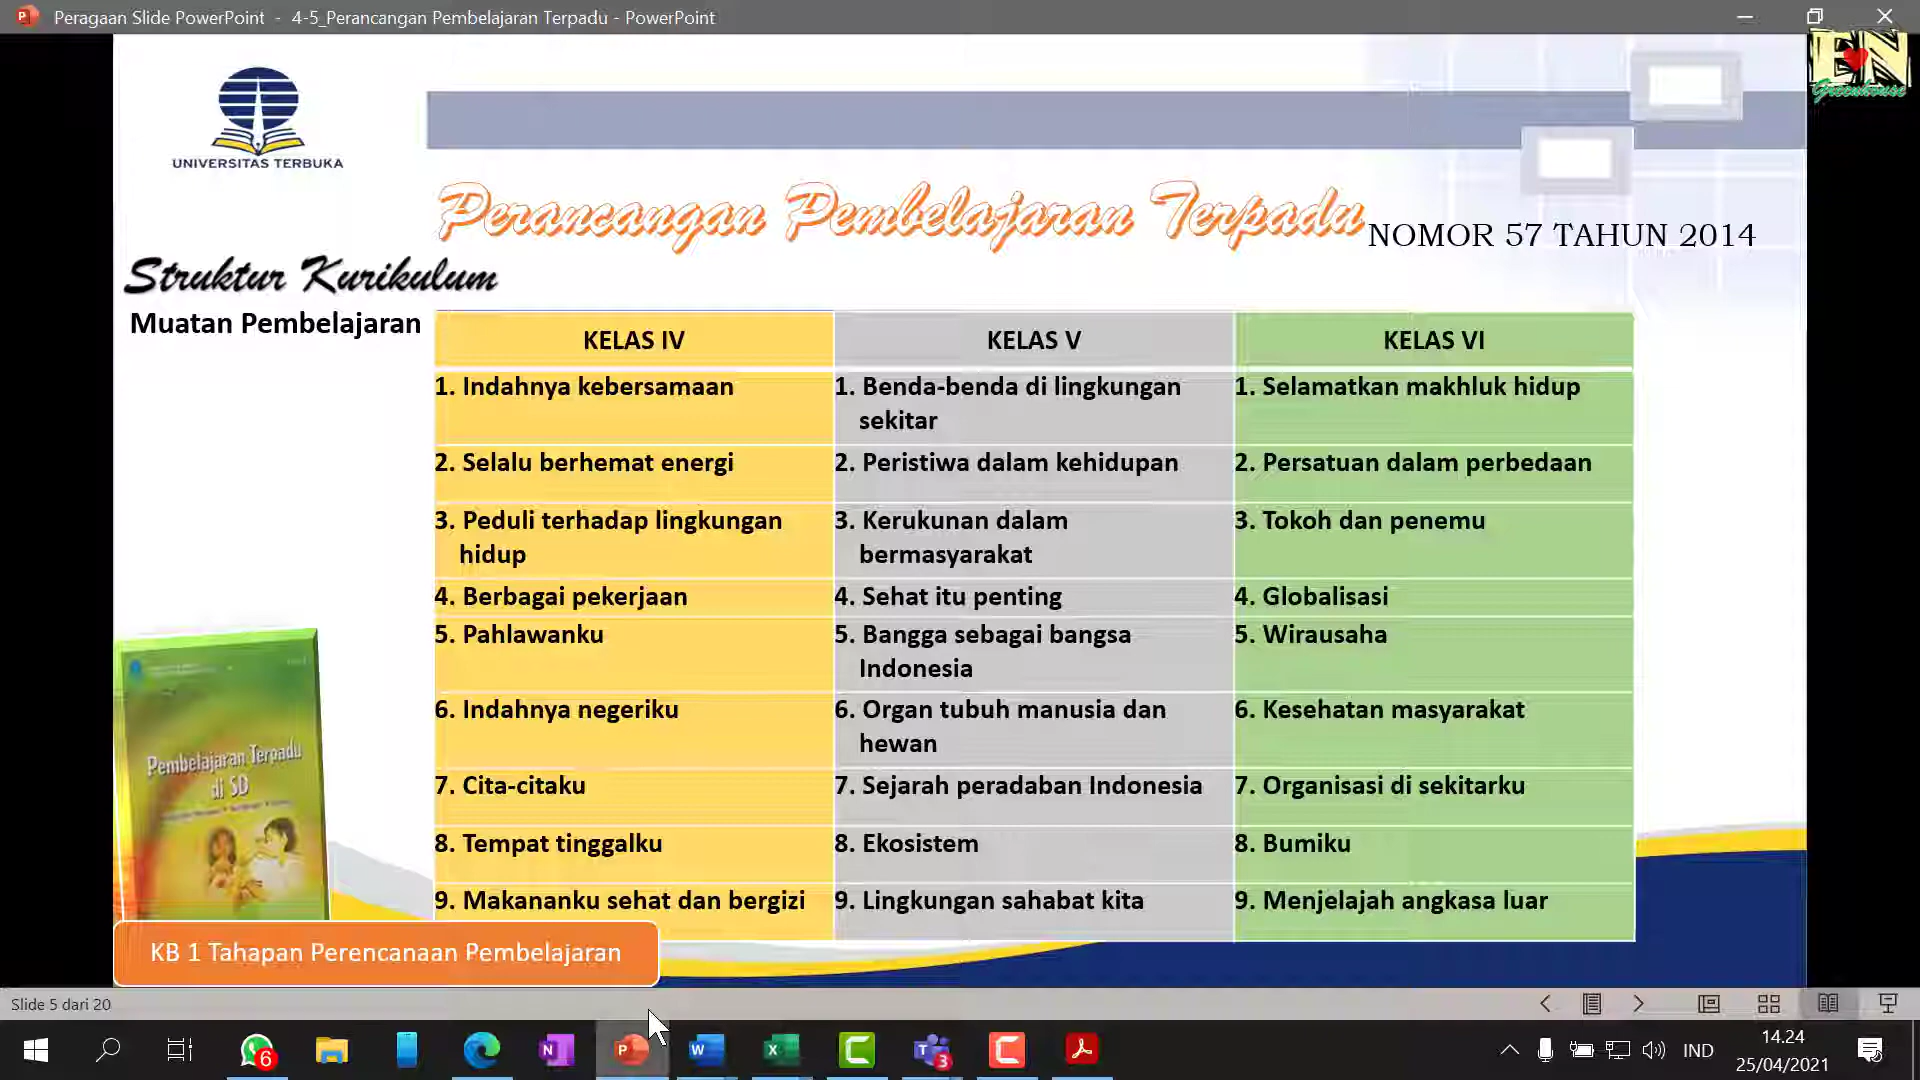 Peragaan Slide PowerPoint - 4-5_Perancangan Pembelajaran Terpadu - PowerPoint
EN
Greenhouse
UNIVERSITAS TERBUKA
Perancangan Pembelajaran Terpadu
NOMOR 57 TAHUN 2014
Struktur Kurikulum
Muatan Pembelajaran
KELAS IV
KELAS V
KELAS VI
1. Indahnya kebersamaan
1. Benda-benda di lingkungan
sekitar
1. Selamatkan makhluk hidup
2. Selalu berhemat energi
2. Peristiwa dalam kehidupan
2. Persatuan dalam perbedaan
3. Peduli terhadap lingkungan
hidup
3. Kerukunan dalam
bermasyarakat
3. Tokoh dan penemu
4. Berbagai pekerjaan
4. Sehat itu penting
4. Globalisasi
5. Pahlawanku
5. Bangga sebagai bangsa
Indonesia
5. Wirausaha
6. Indahnya negeriku
6. Organ tubuh manusia dan
hewan
6. Kesehatan masyarakat
7. Cita-citaku
7. Sejarah peradaban Indonesia
7. Organisasi di sekitarku
8. Tempat tinggalku
8. Ekosistem
8. Bumiku
9. Makananku sehat dan bergizi
9. Lingkungan sahabat kita
9. Menjelajah angkasa luar
Pembelajaran Terpadu
di SD
KB 1 Tahapan Perencanaan Pembelajaran
Slide 5 dari 20
6
3
IND
14.24
25/04/2021